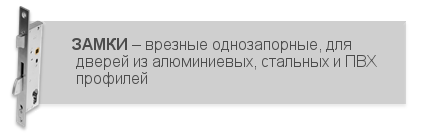 ЗАМКИ – врезные однозапорные, для
дверей из алюминиевых, стальных и ПВХ
профилей